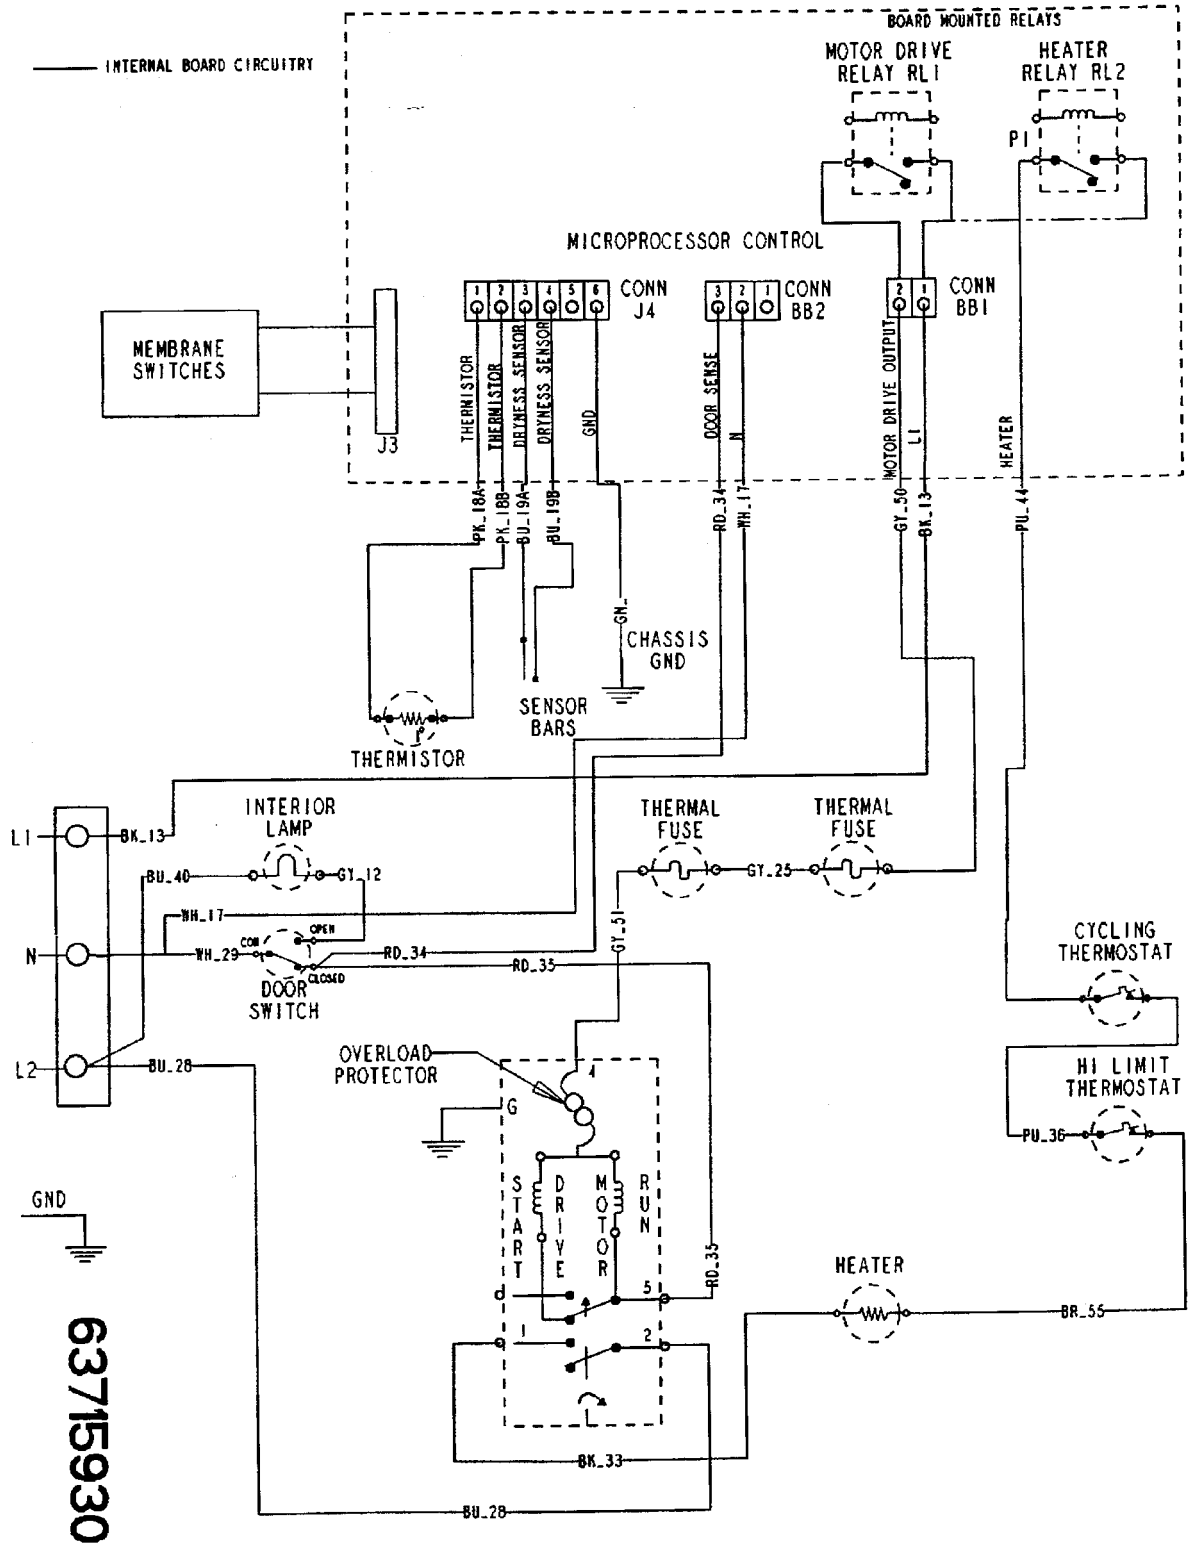 BOARD MOUNTED RELAYS
INTERNAL BOARD CIRCUITRY
MOTOR DRIVE
RELAY RL1
HEATER
RELAY RL2
P1
MICROPROCESSOR CONTROL
1 2 3 4 5 6
CONN
J4
3 2 1
CONN
BB2
2 1
CONN
BB1
MEMBRANE
SWITCHES
J3
THERMISTOR
THERMISTOR
DRYNESS SENSOR
DRYNESS SENSOR
GND
DOOR SENSE
N
MOTOR DRIVE OUTPUT
L1
HEATER
PK_18A
PK_18B
BU_19A
BU_19B
RD_34
WH_17
GY_50
BK_13
PU_44
GN_
CHASSIS
GND
SENSOR
BARS
THERMISTOR
L1
BK_13
INTERIOR
LAMP
BU_40
GY_12
THERMAL
FUSE
THERMAL
FUSE
GY_25
GY_51
WH_17
N
WH_29
COM
OPEN
CLOSED
RD_34
RD_35
DOOR
SWITCH
CYCLING
THERMOSTAT
L2
BU_28
OVERLOAD
PROTECTOR
4
G
HI LIMIT
THERMOSTAT
PU_36
START
DRIVE
MOTOR
RUN
GND
RD_35
HEATER
5
1
2
BR_55
BK_33
BU_28
63715930